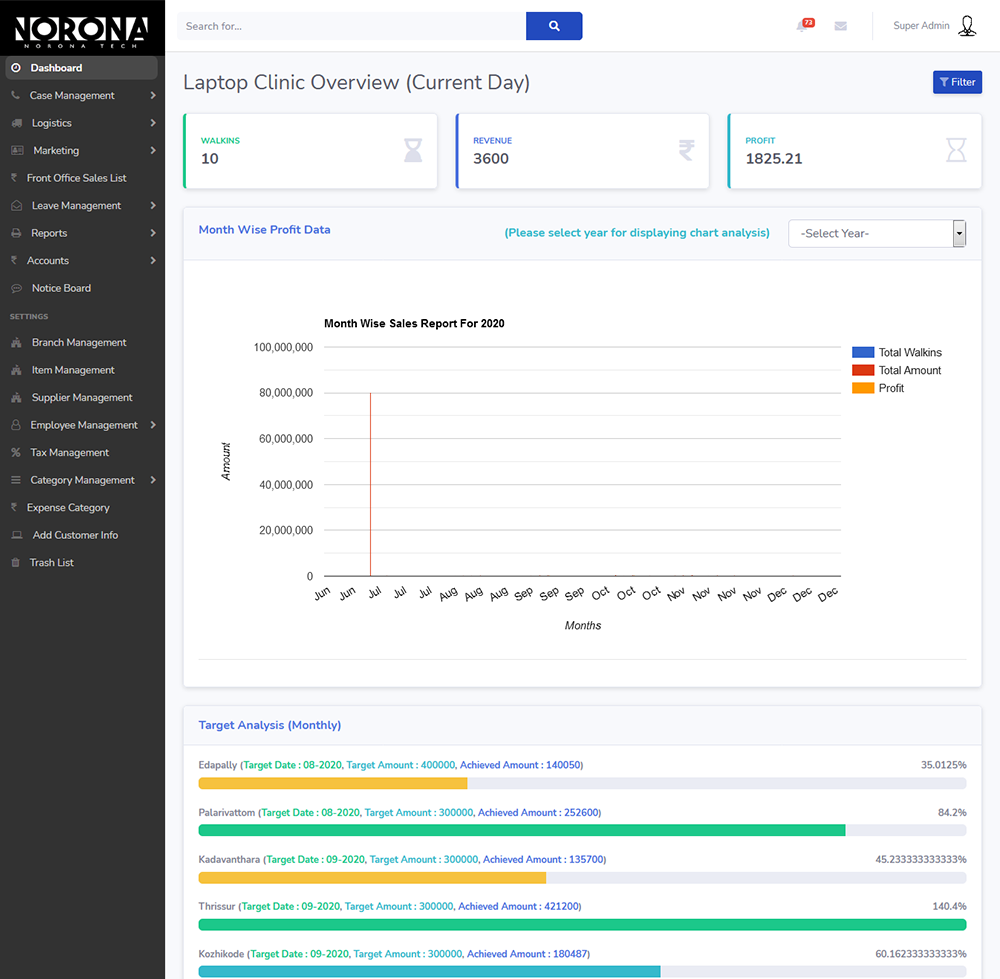 NORONA
NORONA TECH
Search for...
73
Super Admin
Dashboard
Case Management
Logistics
Marketing
Front Office Sales List
Leave Management
Reports
Accounts
Notice Board
SETTINGS
Branch Management
Item Management
Supplier Management
Employee Management
Tax Management
Category Management
Expense Category
Add Customer Info
Trash List
Laptop Clinic Overview (Current Day)
Filter
WALKINS
10
REVENUE
3600
₹
PROFIT
1825.21
Month Wise Profit Data
(Please select year for displaying chart analysis)
-Select Year-
Month Wise Sales Report For 2020
100,000,000
80,000,000
60,000,000
40,000,000
20,000,000
0
Amount
Jun Jun Jul Jul Jul Aug Aug Aug Sep Sep Sep Oct Oct Oct Nov Nov Nov Nov Dec Dec Dec
Months
Total Walkins
Total Amount
Profit
Target Analysis (Monthly)
Edapally (Target Date : 08-2020, Target Amount : 400000, Achieved Amount : 140050) 35.0125%
Palarivattom (Target Date : 08-2020, Target Amount : 300000, Achieved Amount : 252600) 84.2%
Kadavanthara (Target Date : 09-2020, Target Amount : 300000, Achieved Amount : 135700) 45.233333333333%
Thrissur (Target Date : 09-2020, Target Amount : 300000, Achieved Amount : 421200) 140.4%
Kozhikode (Target Date : 09-2020, Target Amount : 300000, Achieved Amount : 180487) 60.162333333333%